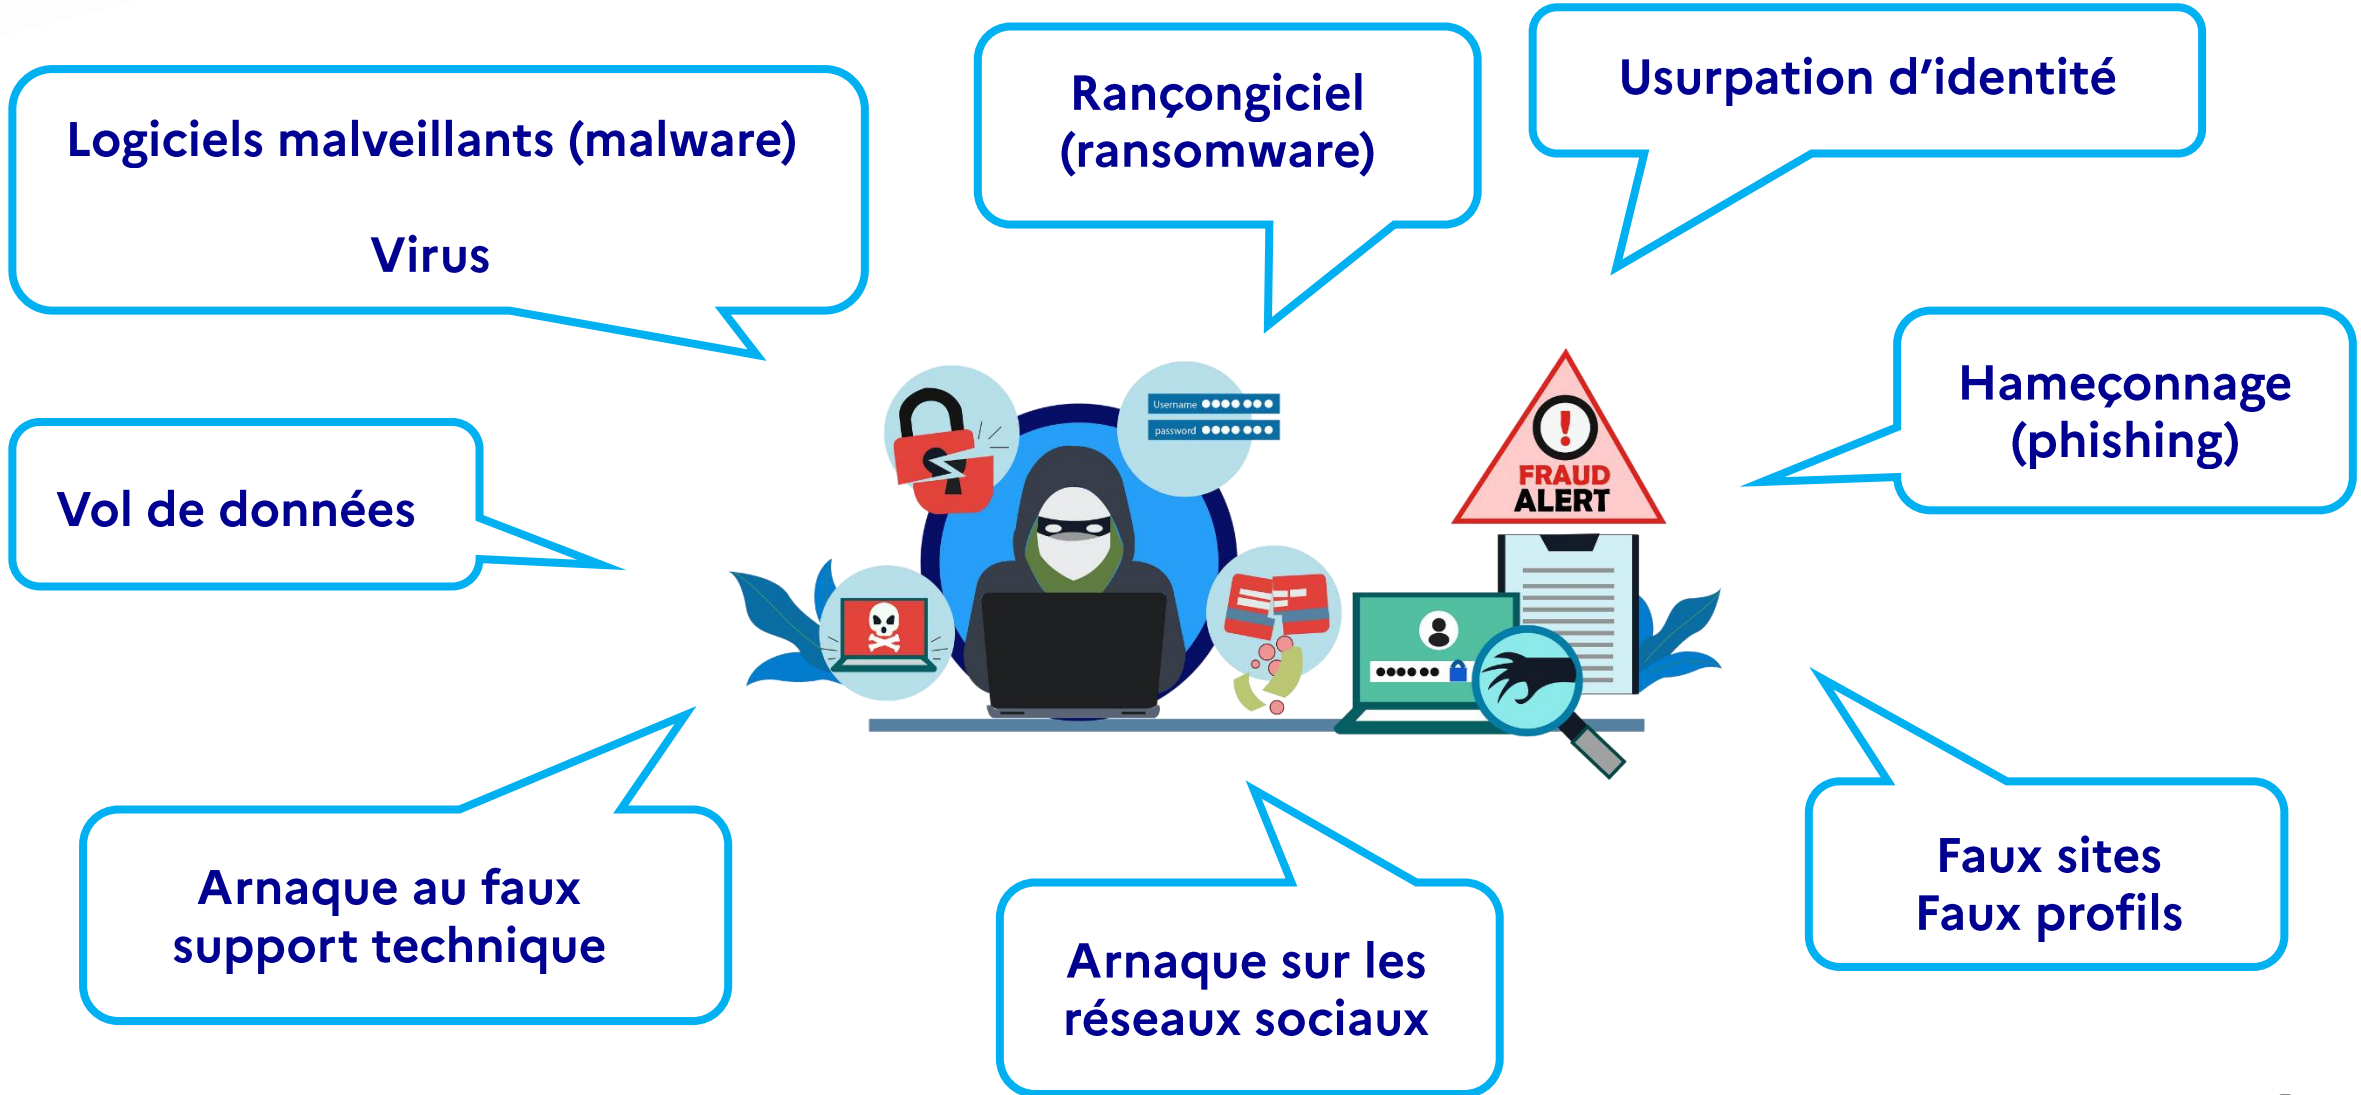 Logiciels malveillants (malware)
Virus
Rançongiciel
(ransomware)
Usurpation d’identité
Hameçonnage
(phishing)
Vol de données
Username
password
FRAUD
ALERT
Arnaque au faux
support technique
Arnaque sur les
réseaux sociaux
Faux sites
Faux profils